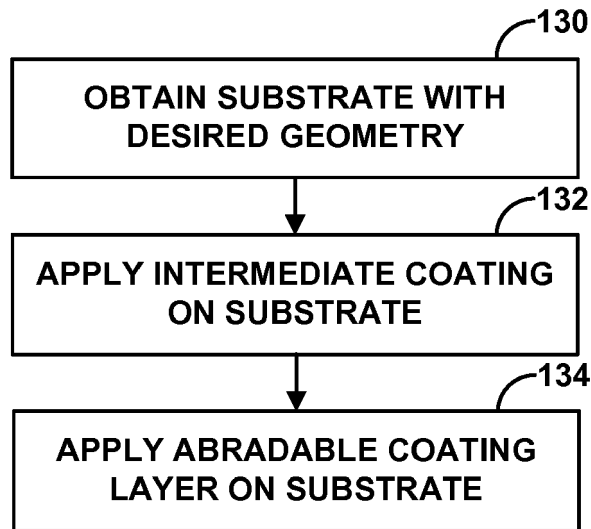 130
OBTAIN SUBSTRATE WITH
DESIRED GEOMETRY
132
APPLY INTERMEDIATE COATING
ON SUBSTRATE
134
APPLY ABRADABLE COATING
LAYER ON SUBSTRATE